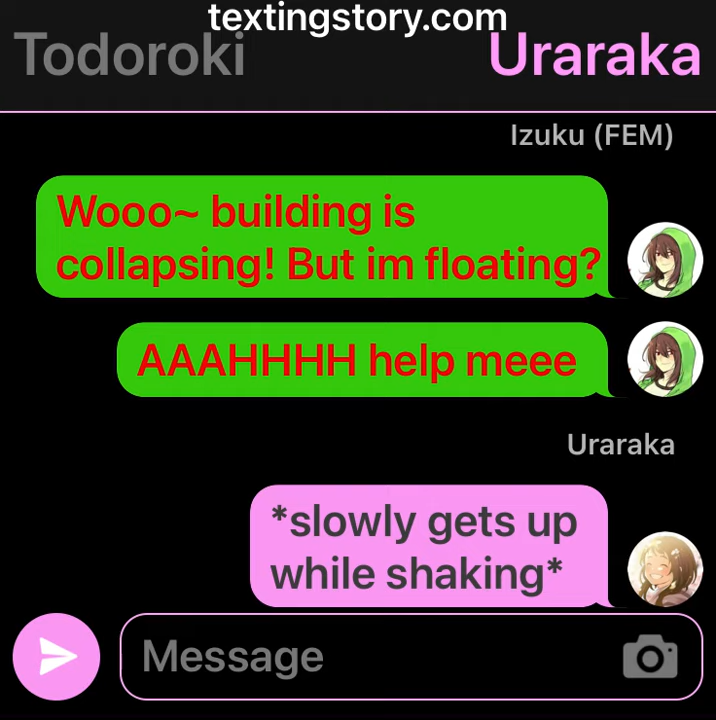 textingstory.com
Todoroki Uraraka
Izuku (FEM)
Wooo~ building is
collapsing! But im floating?
AAAHHHH help meee
Uraraka
*slowly gets up
while shaking*
Message